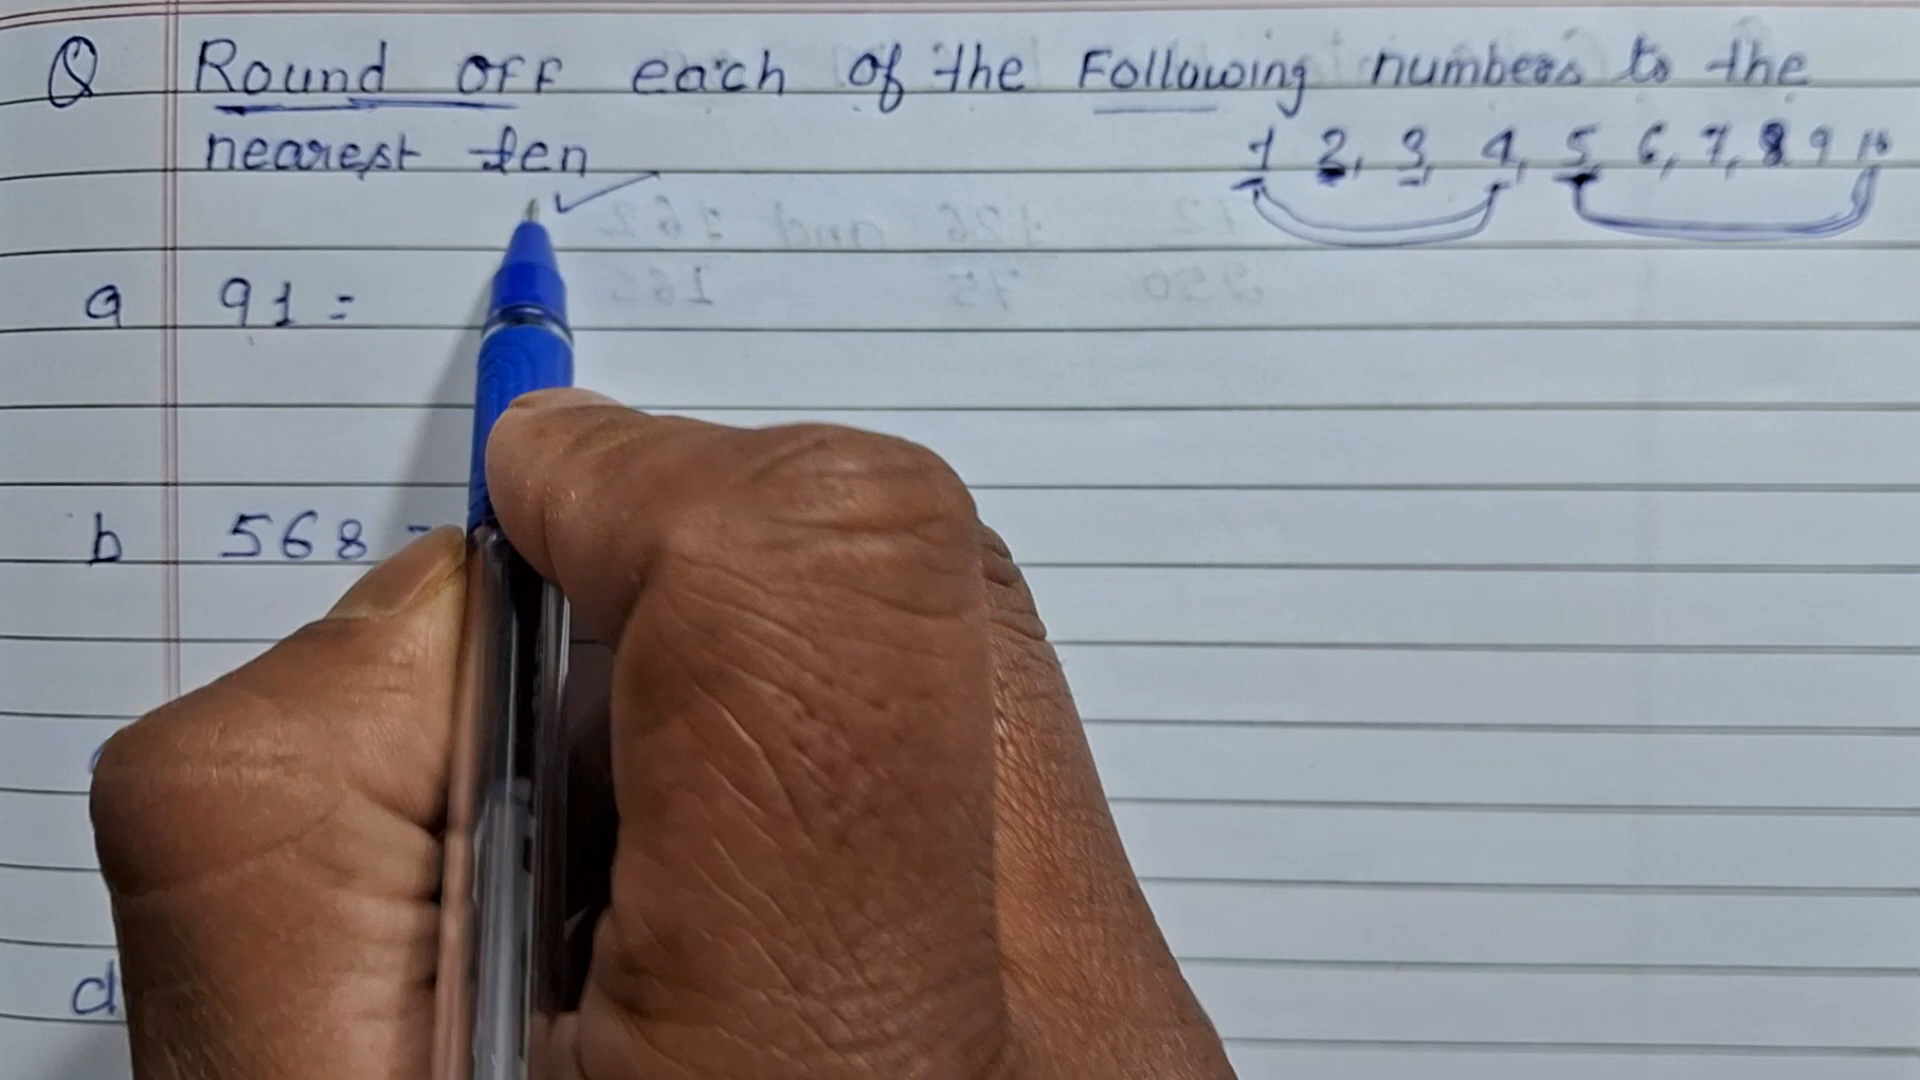 Q Round off each of the Following numbers to the
nearest ten
1 2, 3, 4, 5, 6, 7, 8 9 10
a 91 =
b 568 =
d